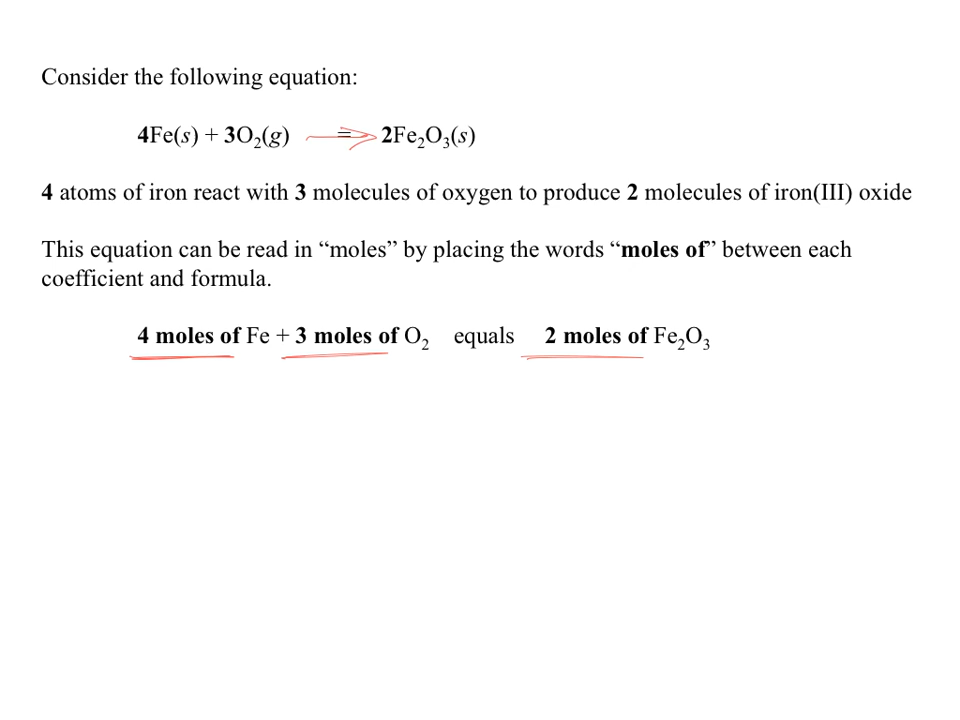 Consider the following equation:
4Fe(s) + 3O₂(g) = 2Fe₂O₃(s)
4 atoms of iron react with 3 molecules of oxygen to produce 2 molecules of iron(III) oxide
This equation can be read in “moles” by placing the words “moles of” between each
coefficient and formula.
4 moles of Fe + 3 moles of O₂ equals 2 moles of Fe₂O₃